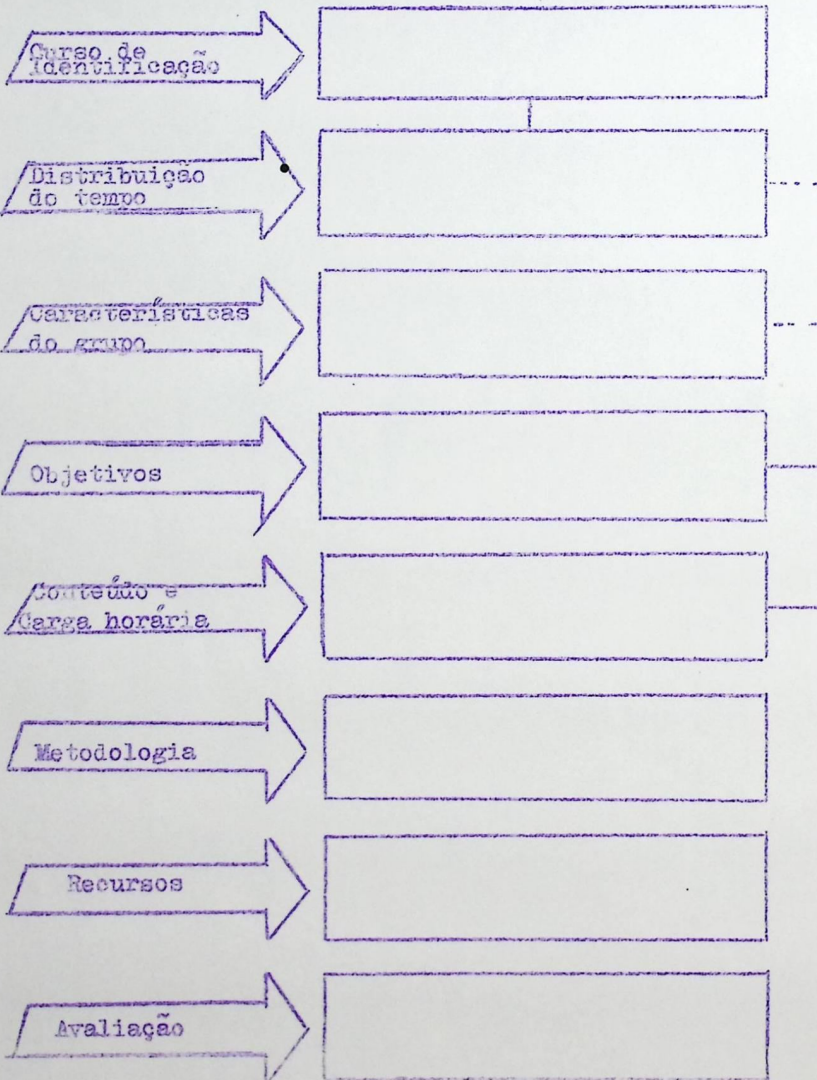 Curso de
Identificação
Distribuição
do tempo
Características
do grupo
Objetivos
Conteúdo e
Carga horária
Metodologia
Recursos
Avaliação